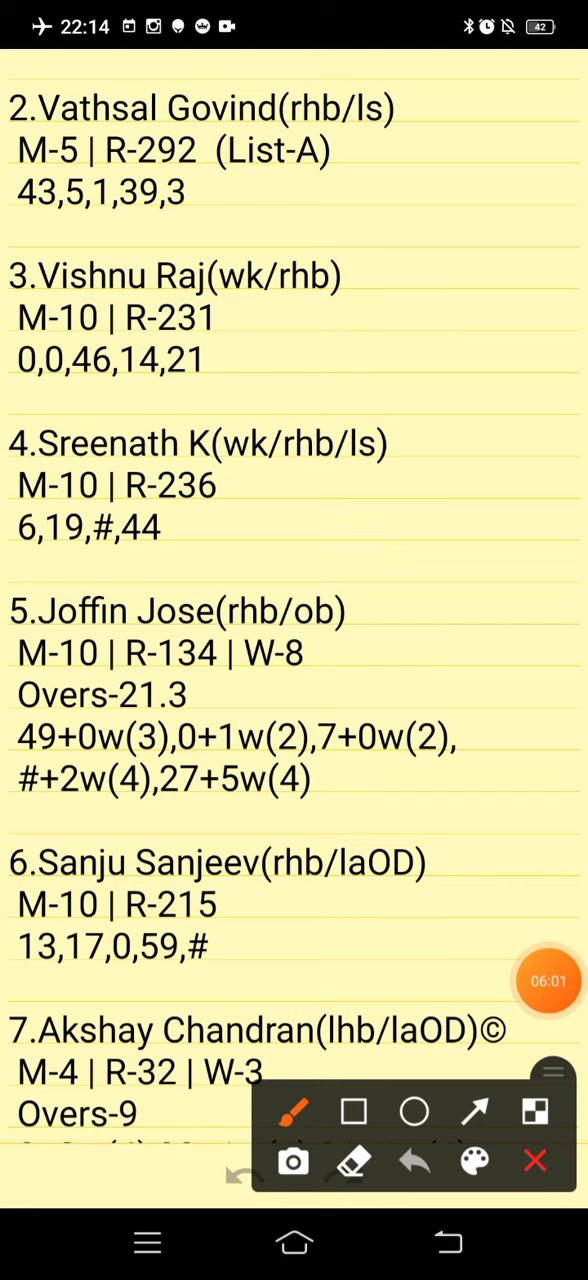 22:14
42
2.Vathsal Govind(rhb/ls)
M-5 | R-292 (List-A)
43,5,1,39,3
3.Vishnu Raj(wk/rhb)
M-10 | R-231
0,0,46,14,21
4.Sreenath K(wk/rhb/ls)
M-10 | R-236
6,19,#,44
5.Joffin Jose(rhb/ob)
M-10 | R-134 | W-8
Overs-21.3
49+0w(3),0+1w(2),7+0w(2),
#+2w(4),27+5w(4)
6.Sanju Sanjeev(rhb/laOD)
M-10 | R-215
13,17,0,59,#
06:01
7.Akshay Chandran(lhb/laOD)©
M-4 | R-32 | W-3
Overs-9